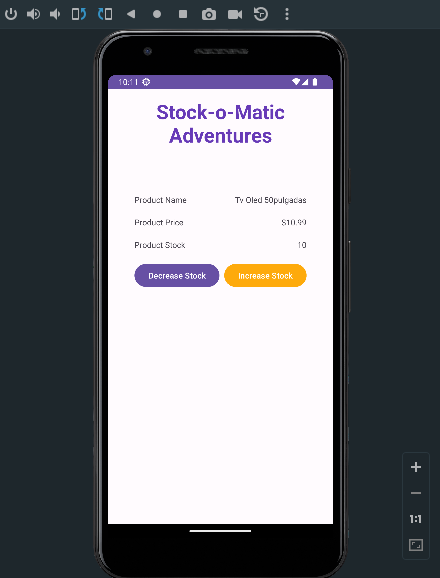 10:11
Stock-o-Matic
Adventures
Product Name Tv Oled 50pulgadas
Product Price $10.99
Product Stock 10
Decrease Stock Increase Stock
1:1